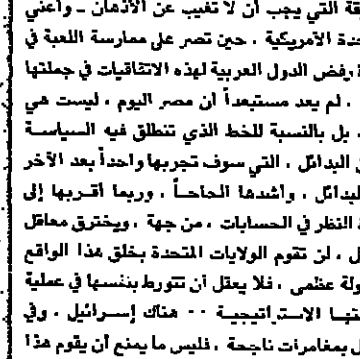 التي يجب أن لا تغيب عن الأذهان ـ وأعني
الأمريكية ، حين تصر على ممارسة اللعبة في
رفض الدول العربية لهذه الاتفاقيات في جملتها
. لم يعد مستبعداً أن مصر اليوم ، ليست هي
، بل بالنسبة للخط الذي تنطلق فيه السياسة
البدائل ، التي سوف تجربها واحداً بعد الآخر
البدائل ، وأشدها الحاحاً ، وربما أقربها إلى
النظر في الحسابات ، من جهة ، ويخترق معاقل
، لن تقوم الولايات المتحدة بخلق هذا الواقع
عظمى ، فلا يعقل أن تتورط بنفسها في عملية
الاستراتيجية ٠٠ هناك إسرائيل ، وفي
بمغامرات ناجحة ، فليس ما يمنع أن يقوم هذا